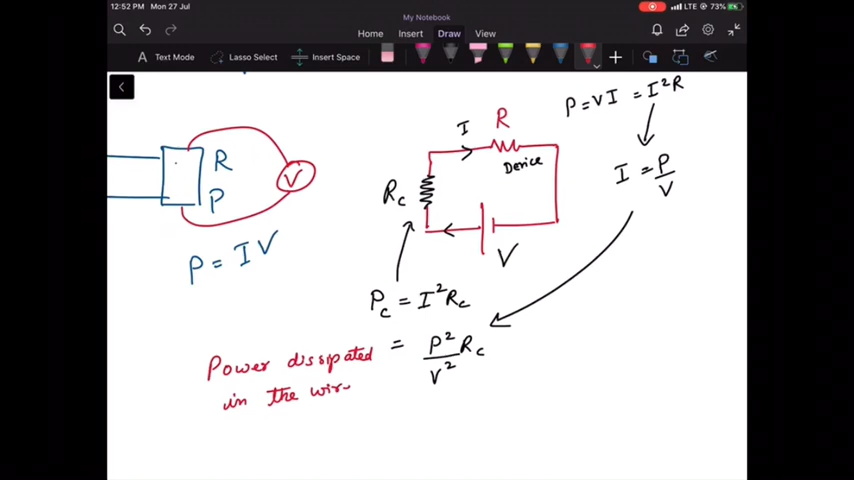 12:52 PM Mon 27 Jul
LTE 73%
My Notebook
Home Insert Draw View
Text Mode Lasso Select Insert Space
P = VI = I²R
I = P/V
R
P
V
P = IV
I
R
Device
Rc
V
Pc = I²Rc
= P²/V² Rc
Power dissipated
in the wir